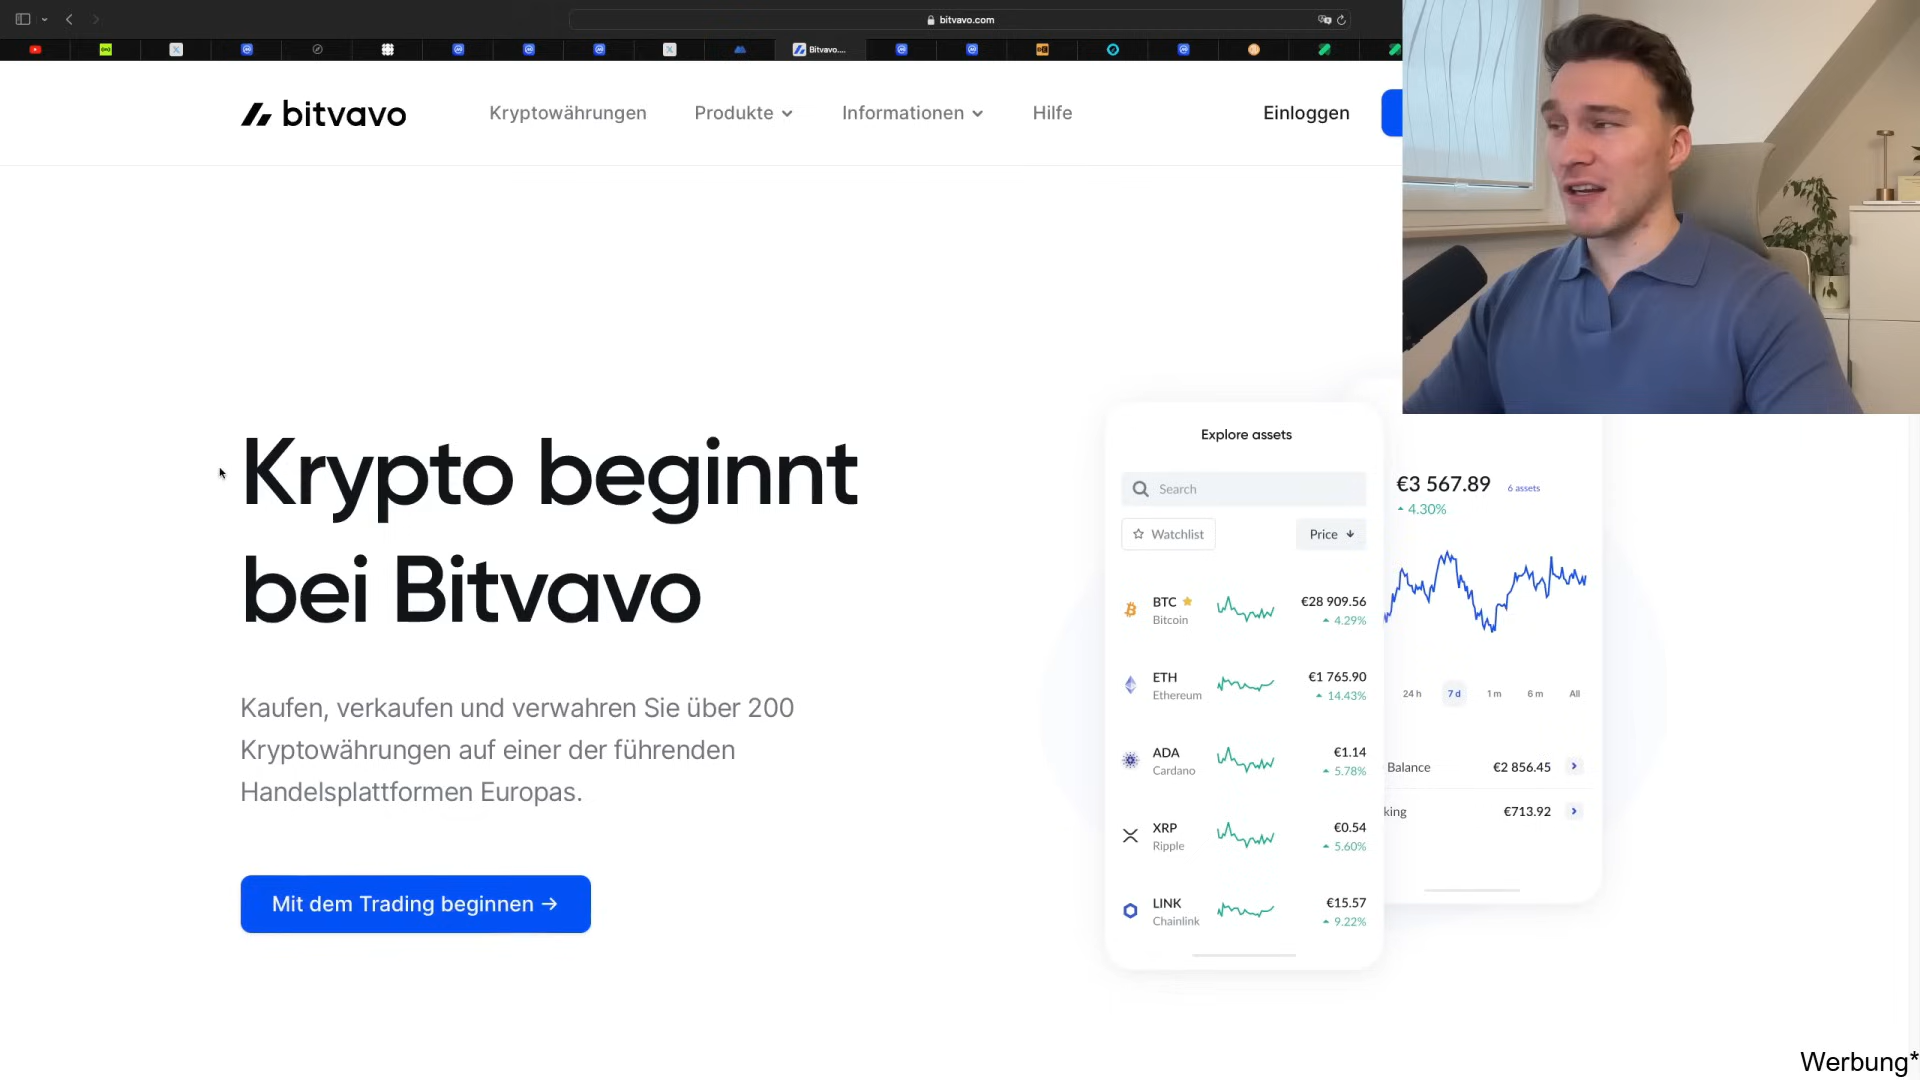 bitvavo.com
Bitvavo....
bitvavo
Kryptowährungen
Produkte
Informationen
Hilfe
Einloggen
Krypto beginnt
bei Bitvavo
Kaufen, verkaufen und verwahren Sie über 200
Kryptowährungen auf einer der führenden
Handelsplattformen Europas.
Mit dem Trading beginnen →
Explore assets
Search
Watchlist
Price ↓
BTC
Bitcoin
€28 909.56
4.29%
ETH
Ethereum
€1 765.90
14.43%
ADA
Cardano
€1.14
5.78%
XRP
Ripple
€0.54
5.60%
LINK
Chainlink
€15.57
9.22%
€3 567.89
6 assets
4.30%
24 h
7 d
1 m
6 m
All
Balance
€2 856.45
king
€713.92
Werbung*